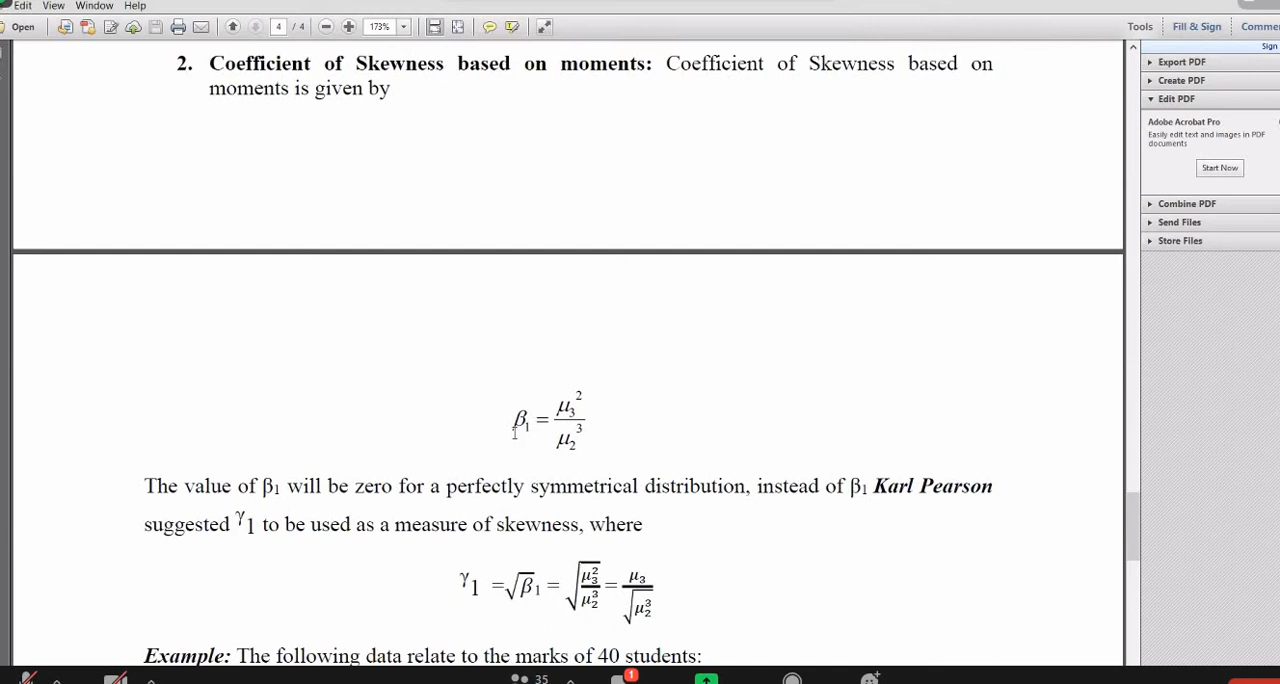 Edit View Window Help
Open 4 / 4 173% Tools Fill & Sign Comme
Sign
Export PDF
Create PDF
Edit PDF
Adobe Acrobat Pro
Easily edit text and images in PDF
documents
Start Now
Combine PDF
Send Files
Store Files
2. Coefficient of Skewness based on moments: Coefficient of Skewness based on
moments is given by
β₁ = μ₃² / μ₂³
The value of β₁ will be zero for a perfectly symmetrical distribution, instead of β₁ Karl Pearson
suggested γ1 to be used as a measure of skewness, where
γ1 = √β₁ = √(μ₃² / μ₂³) = μ₃ / √μ₂³
Example: The following data relate to the marks of 40 students:
35 1